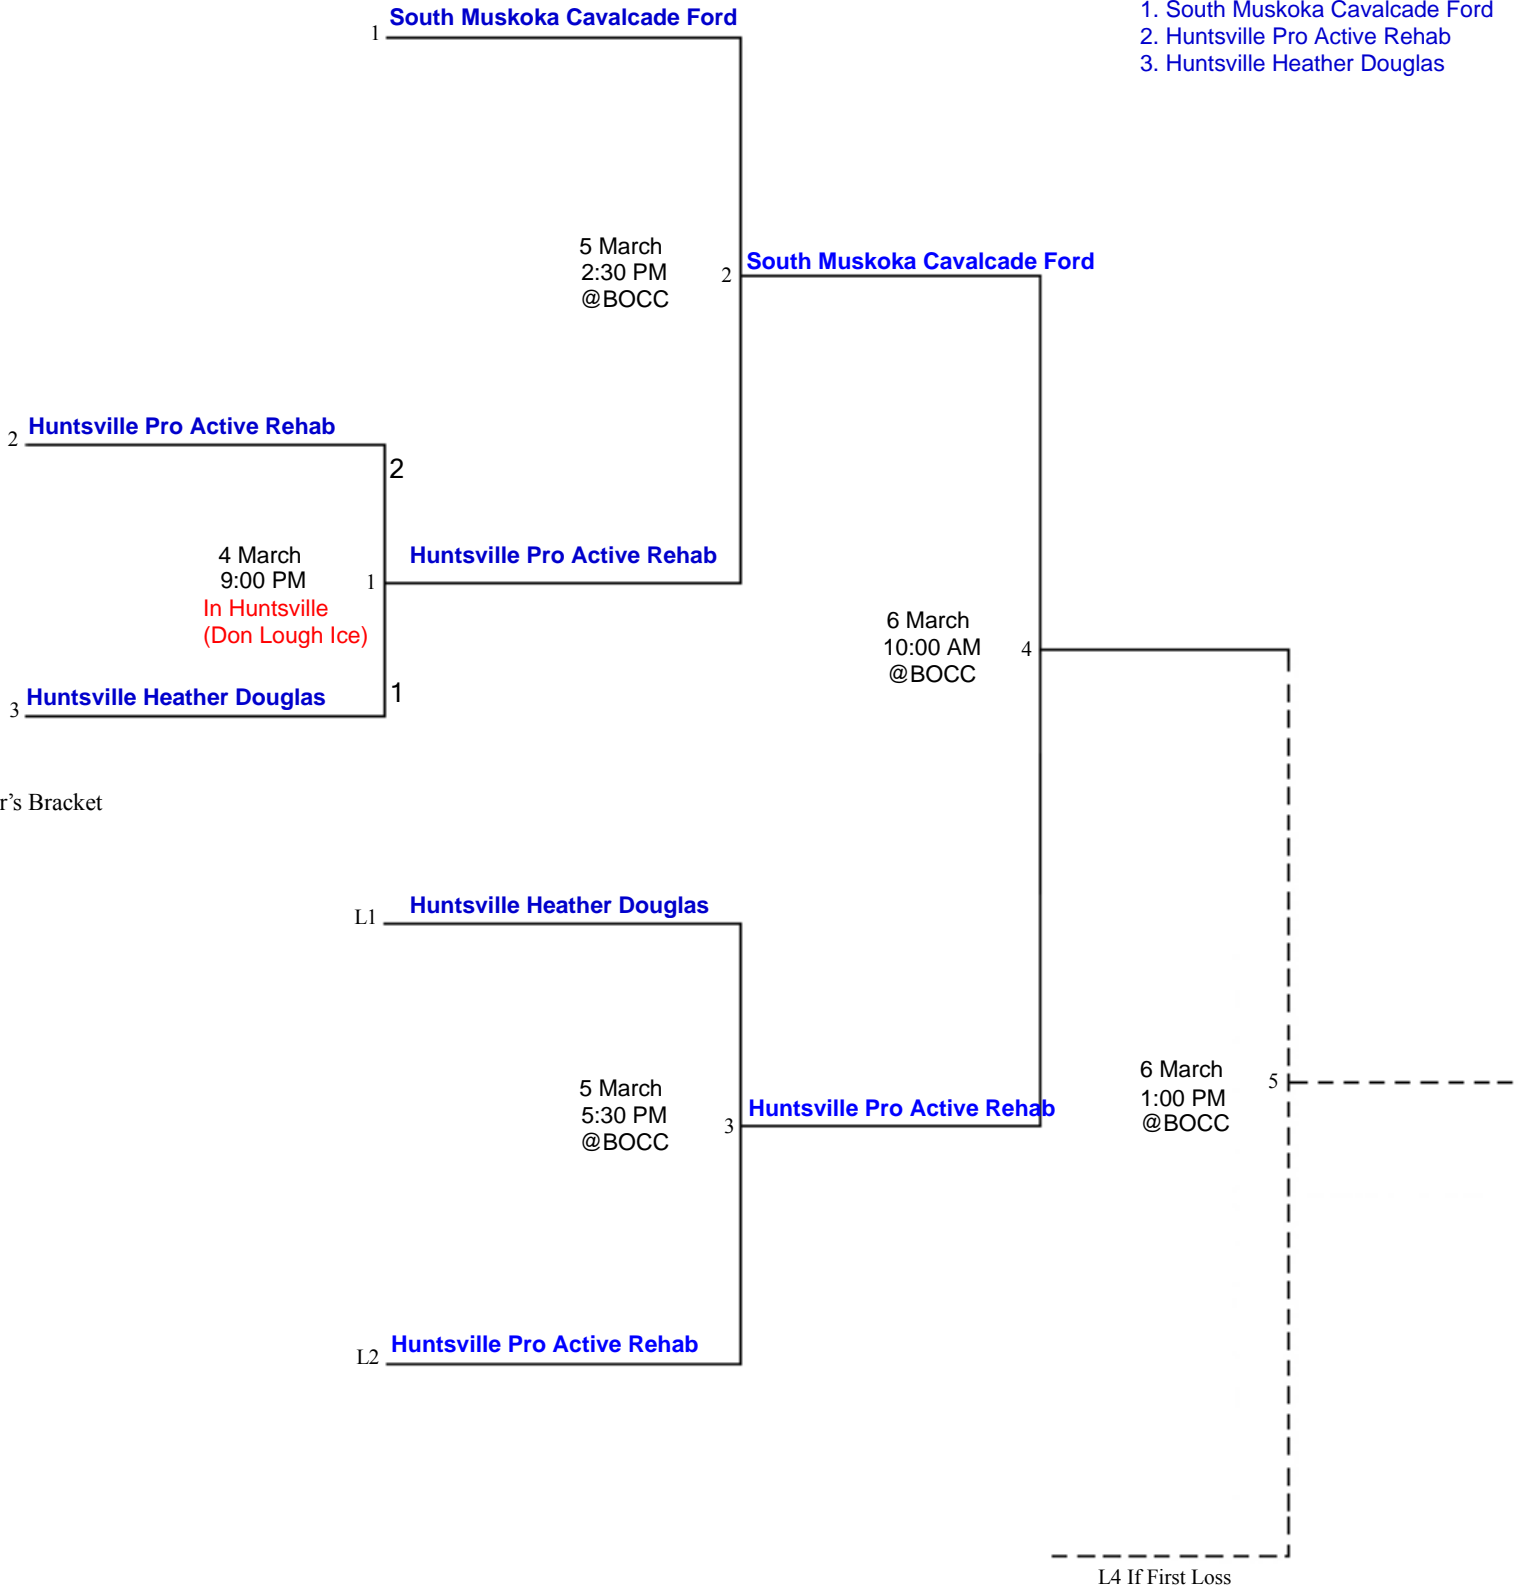 South Muskoka Cavalcade Ford
1
1. South Muskoka Cavalcade Ford
2. Huntsville Pro Active Rehab
3. Huntsville Heather Douglas
5 March
2:30 PM
@BOCC
2
South Muskoka Cavalcade Ford
2
Huntsville Pro Active Rehab
2
4 March
9:00 PM
In Huntsville
(Don Lough Ice)
1
Huntsville Pro Active Rehab
3
Huntsville Heather Douglas
1
6 March
10:00 AM
@BOCC
4
r’s Bracket
L1
Huntsville Heather Douglas
5 March
5:30 PM
@BOCC
3
Huntsville Pro Active Rehab
6 March
1:00 PM
@BOCC
5
L2
Huntsville Pro Active Rehab
L4 If First Loss